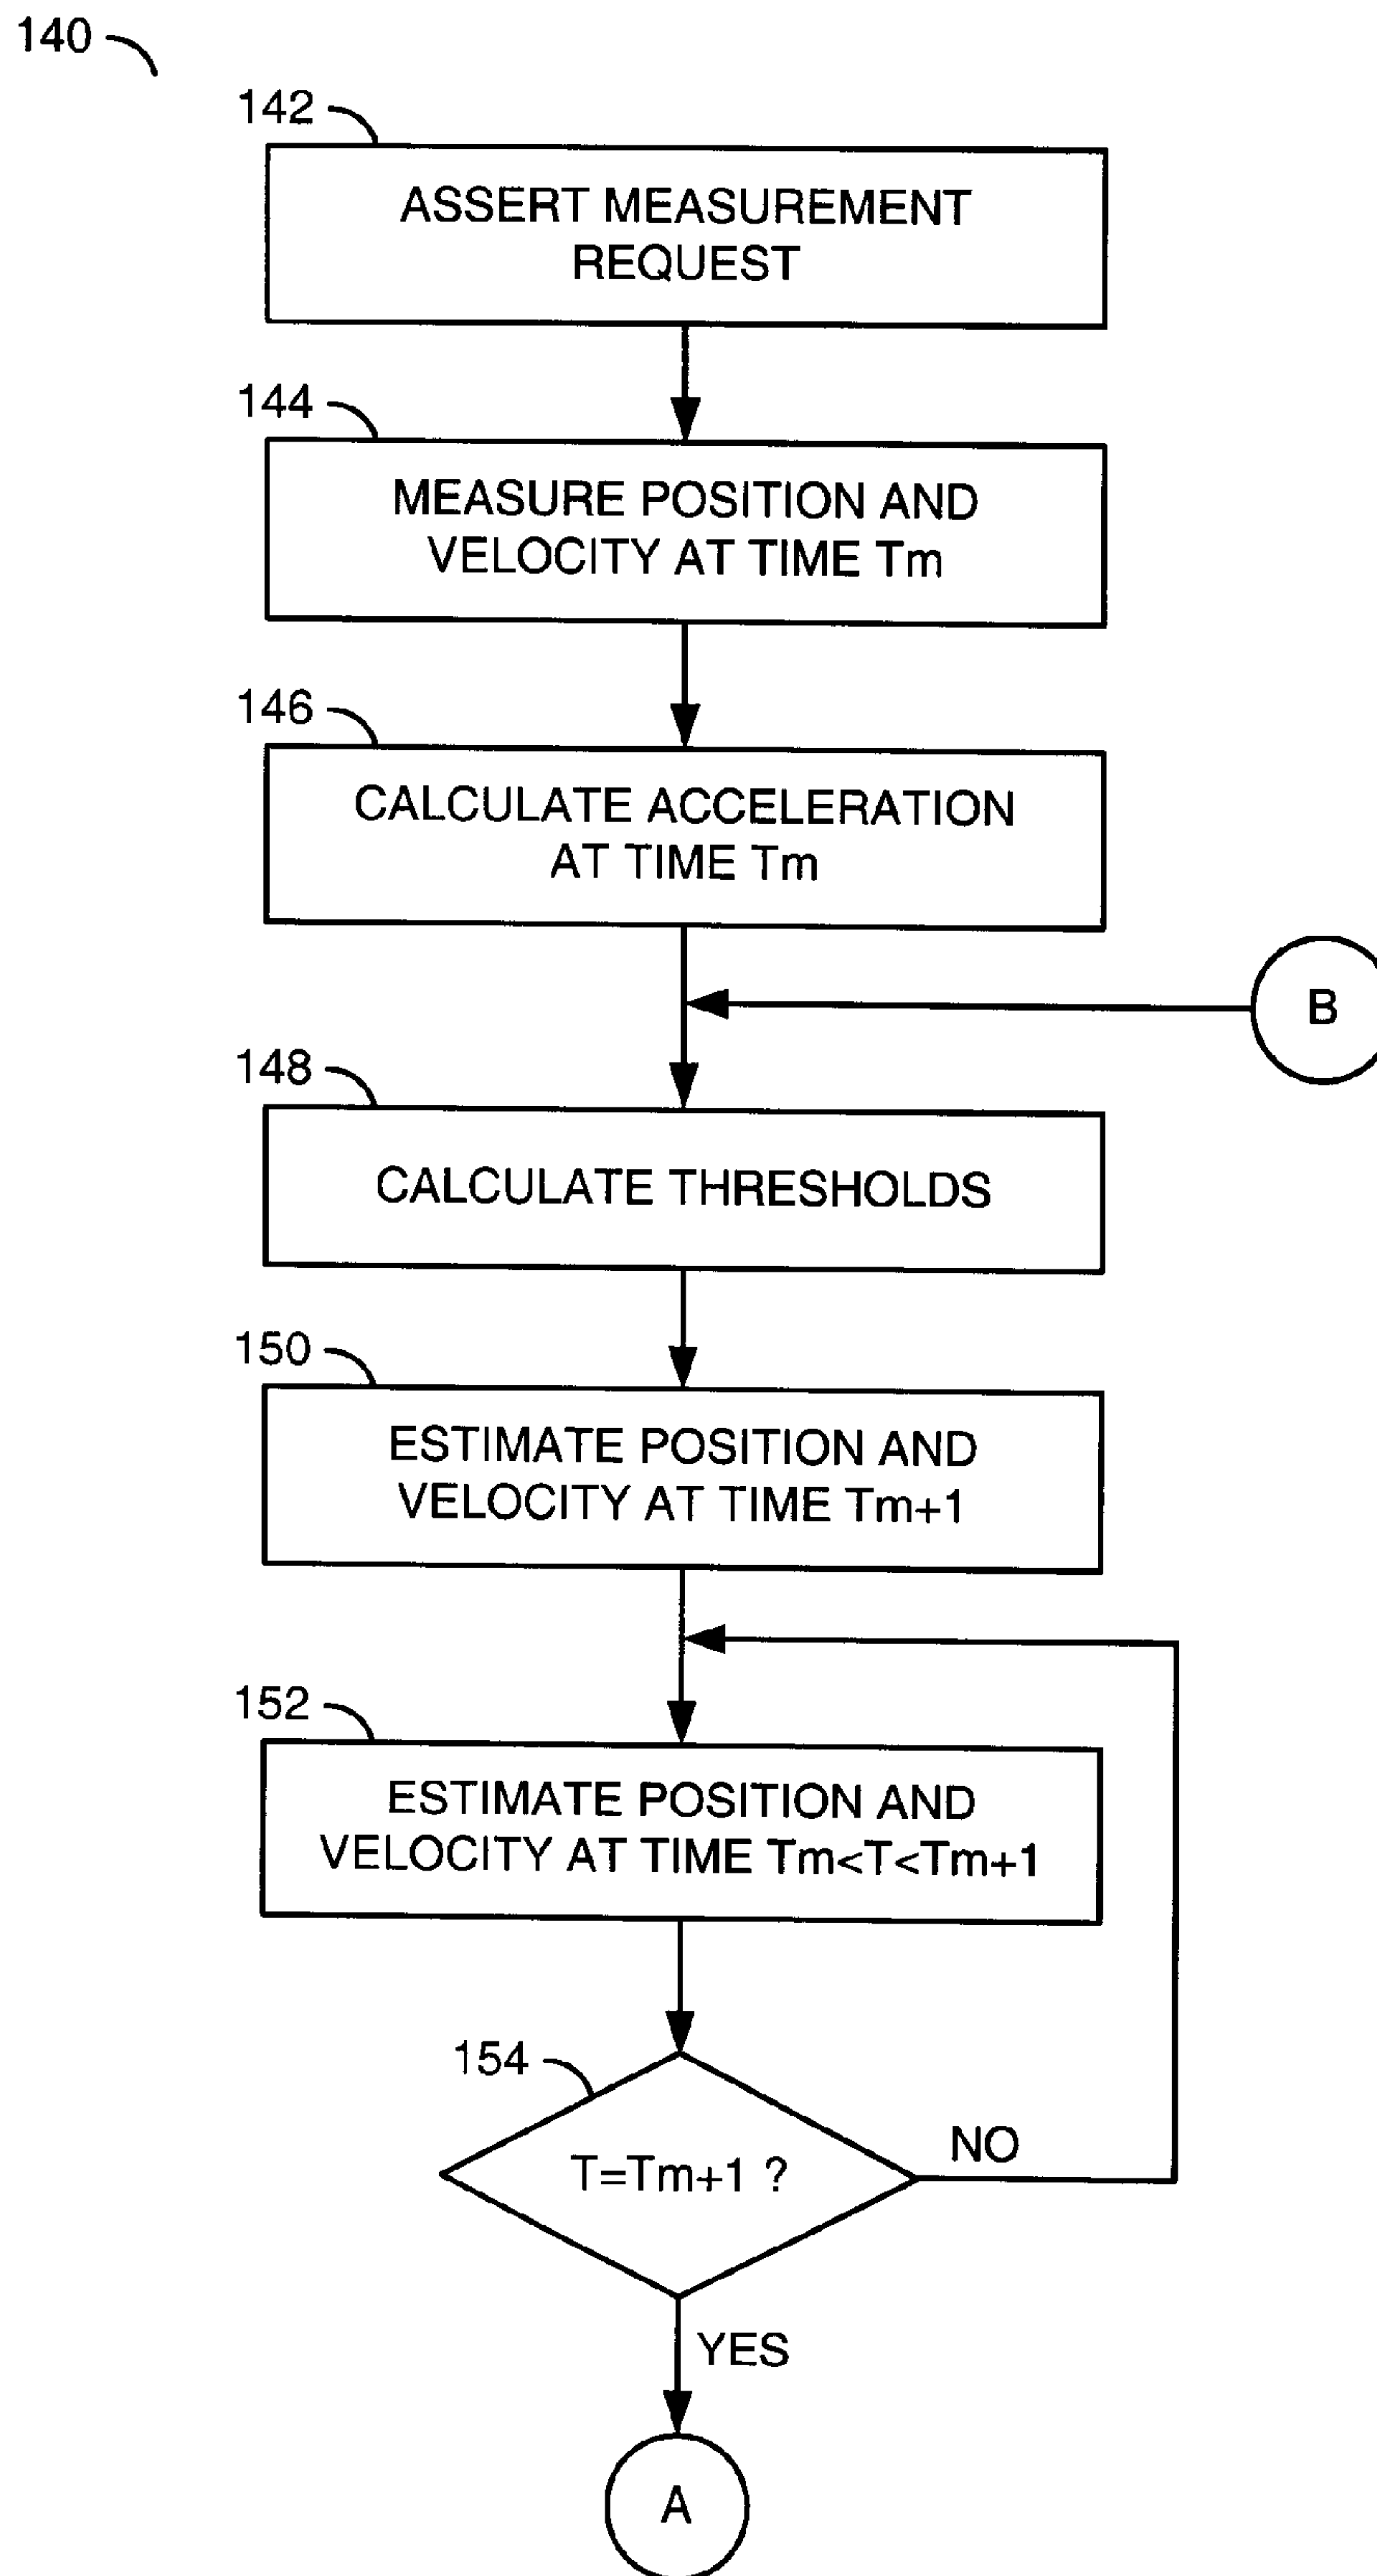 140
142
ASSERT MEASUREMENT
REQUEST
144
MEASURE POSITION AND
VELOCITY AT TIME Tm
146
CALCULATE ACCELERATION
AT TIME Tm
B
148
CALCULATE THRESHOLDS
150
ESTIMATE POSITION AND
VELOCITY AT TIME Tm+1
152
ESTIMATE POSITION AND
VELOCITY AT TIME Tm<T<Tm+1
154
T=Tm+1 ?
NO
YES
A